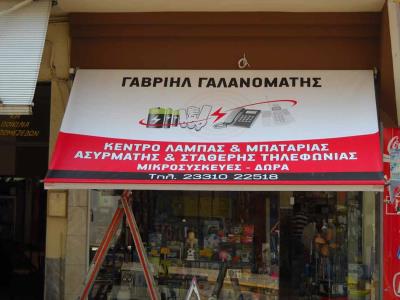 ΓΑΒΡΙΗΛ ΓΑΛΑΝΟΜΑΤΗΣ
ΚΕΝΤΡΟ ΛΑΜΠΑΣ & ΜΠΑΤΑΡΙΑΣ
ΑΣΥΡΜΑΤΗΣ & ΣΤΑΘΕΡΗΣ ΤΗΛΕΦΩΝΙΑΣ
ΜΙΚΡΟΣΥΣΚΕΥΕΣ - ΔΩΡΑ
Τηλ. 23310 22518